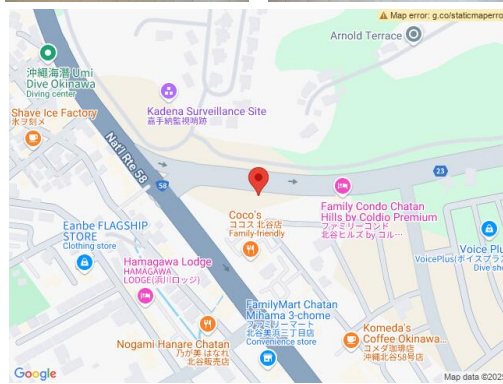 Map error: g.co/staticmaperro
Arnold Terrace
沖縄海潜 Umi
Dive Okinawa
Diving center
Kadena Surveillance Site
嘉手納監視哨跡
Shave Ice Factory
氷ヲ刻メ
Nat'l Rte 58
58
23
Family Condo Chatan
Hills by Coldio Premium
ファミリーコンド
北谷ヒルズ by コル…
Coco's
ココス 北谷店
Family-friendly
Eanbe FLAGSHIP
STORE
Clothing store
Voice Plu
VoicePlus(ボイスプラ
Dive sho
Hamagawa Lodge
HAMAGAWA
LODGE(浜川ロッジ)
FamilyMart Chatan
Mihama 3-chome
ファミリーマート
北谷美浜三丁目店
Convenience store
Nogami Hanare Chatan
乃が美 はなれ
北谷販売店
Komeda's
Coffee Okinawa...
コメダ珈琲店
沖縄北谷58号店
Google
Map data ©202